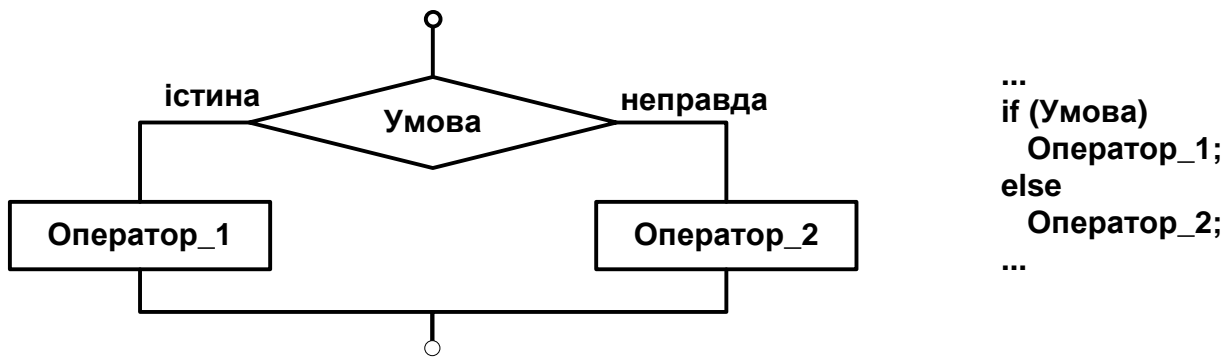 істина
Умова
неправда
Оператор_1
Оператор_2
...
if (Умова)
Оператор_1;
else
Оператор_2;
...